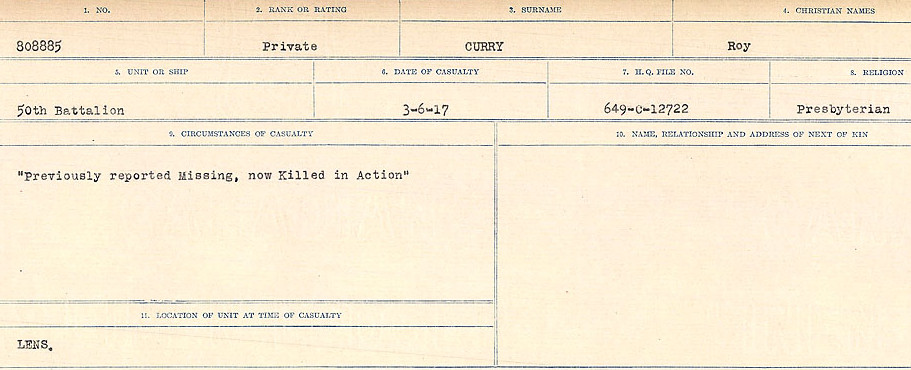 1. NO.
2. RANK OR RATING
3. SURNAME
4. CHRISTIAN NAMES
808885
Private
CURRY
Roy
5. UNIT OR SHIP
6. DATE OF CASUALTY
7. H. Q. FILE NO.
8. RELIGION
50th Battalion
3-6-17
649-C-12722
Presbyterian
9. CIRCUMSTANCES OF CASUALTY
10. NAME, RELATIONSHIP AND ADDRESS OF NEXT OF KIN
"Previously reported Missing, now Killed in Action"
11. LOCATION OF UNIT AT TIME OF CASUALTY
LENS.